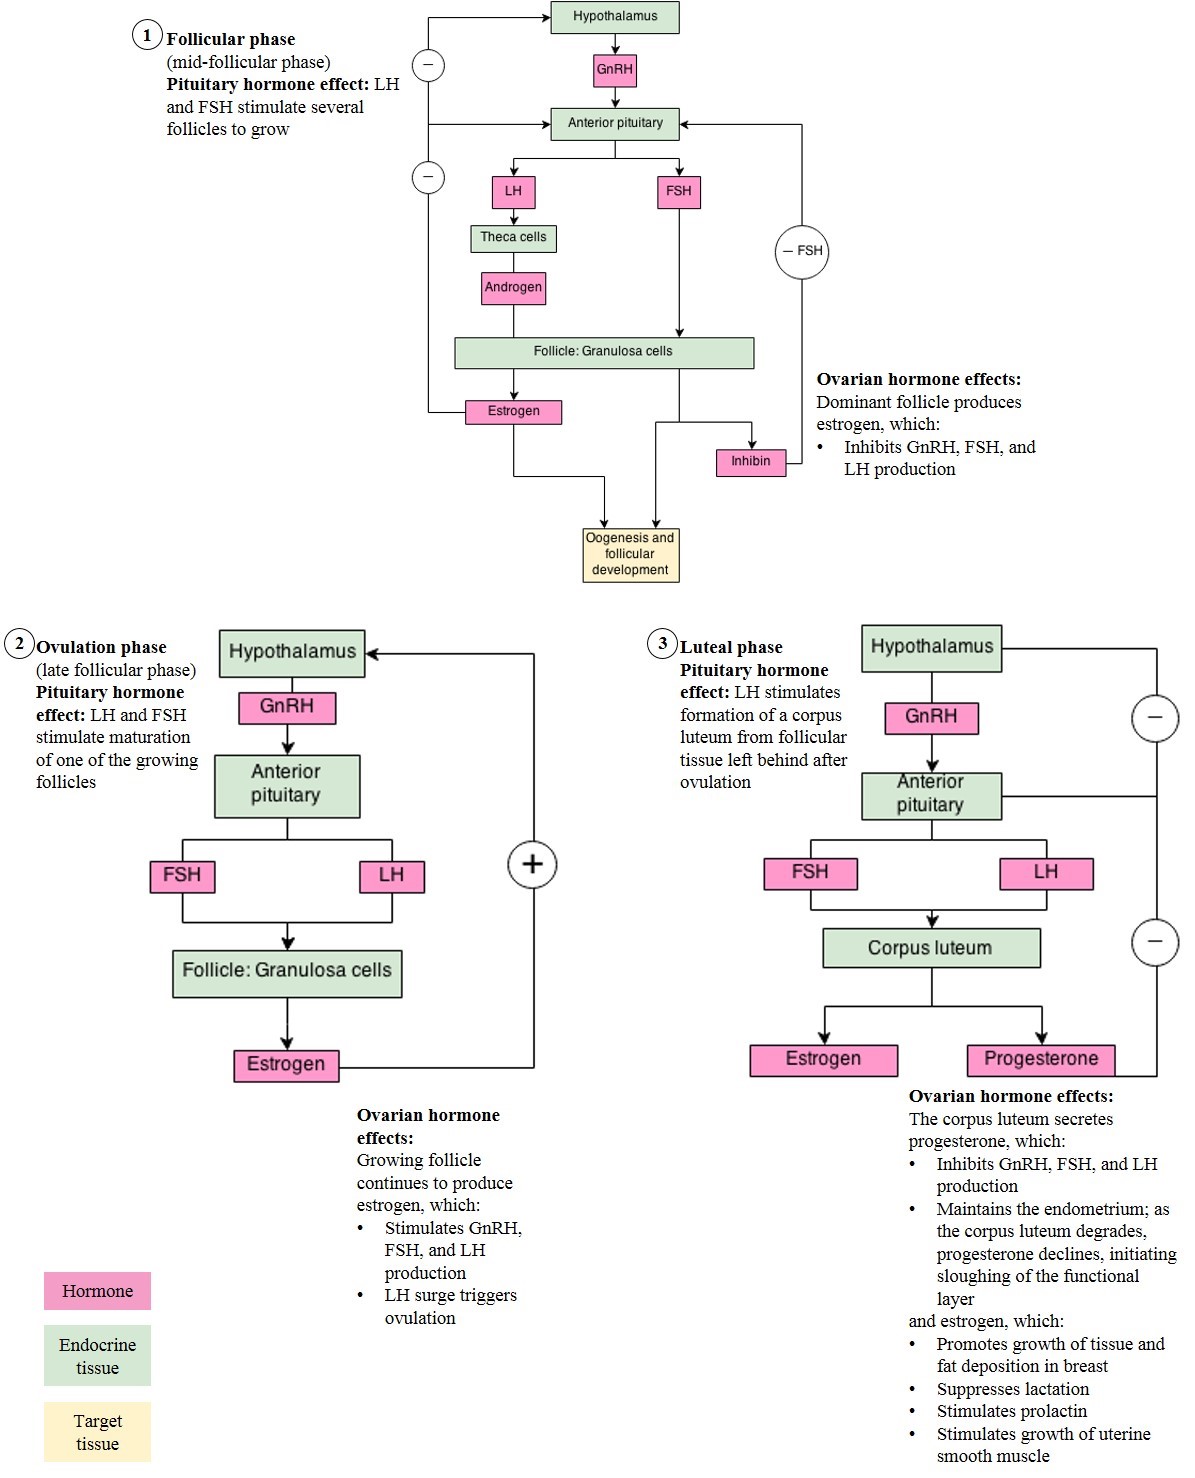 1
Follicular phase
(mid-follicular phase)
Pituitary hormone effect: LH
and FSH stimulate several
follicles to grow
Hypothalamus
−
GnRH
Anterior pituitary
−
LH
FSH
Theca cells
− FSH
Androgen
Follicle: Granulosa cells
Estrogen
Inhibin
Ovarian hormone effects:
Dominant follicle produces
estrogen, which:
• Inhibits GnRH, FSH, and
LH production
Oogenesis and
follicular
development
2
Ovulation phase
(late follicular phase)
Pituitary hormone
effect: LH and FSH
stimulate maturation
of one of the growing
follicles
Hypothalamus
GnRH
Anterior
pituitary
FSH
LH
+
Follicle: Granulosa cells
Estrogen
Ovarian hormone
effects:
Growing follicle
continues to produce
estrogen, which:
• Stimulates GnRH,
FSH, and LH
production
• LH surge triggers
ovulation
3
Luteal phase
Pituitary hormone
effect: LH stimulates
formation of a corpus
luteum from follicular
tissue left behind after
ovulation
Hypothalamus
−
GnRH
Anterior
pituitary
FSH
LH
−
Corpus luteum
Estrogen
Progesterone
Ovarian hormone effects:
The corpus luteum secretes
progesterone, which:
• Inhibits GnRH, FSH, and LH
production
• Maintains the endometrium; as
the corpus luteum degrades,
progesterone declines, initiating
sloughing of the functional
layer
and estrogen, which:
• Promotes growth of tissue and
fat deposition in breast
• Suppresses lactation
• Stimulates prolactin
• Stimulates growth of uterine
smooth muscle
Hormone
Endocrine
tissue
Target
tissue